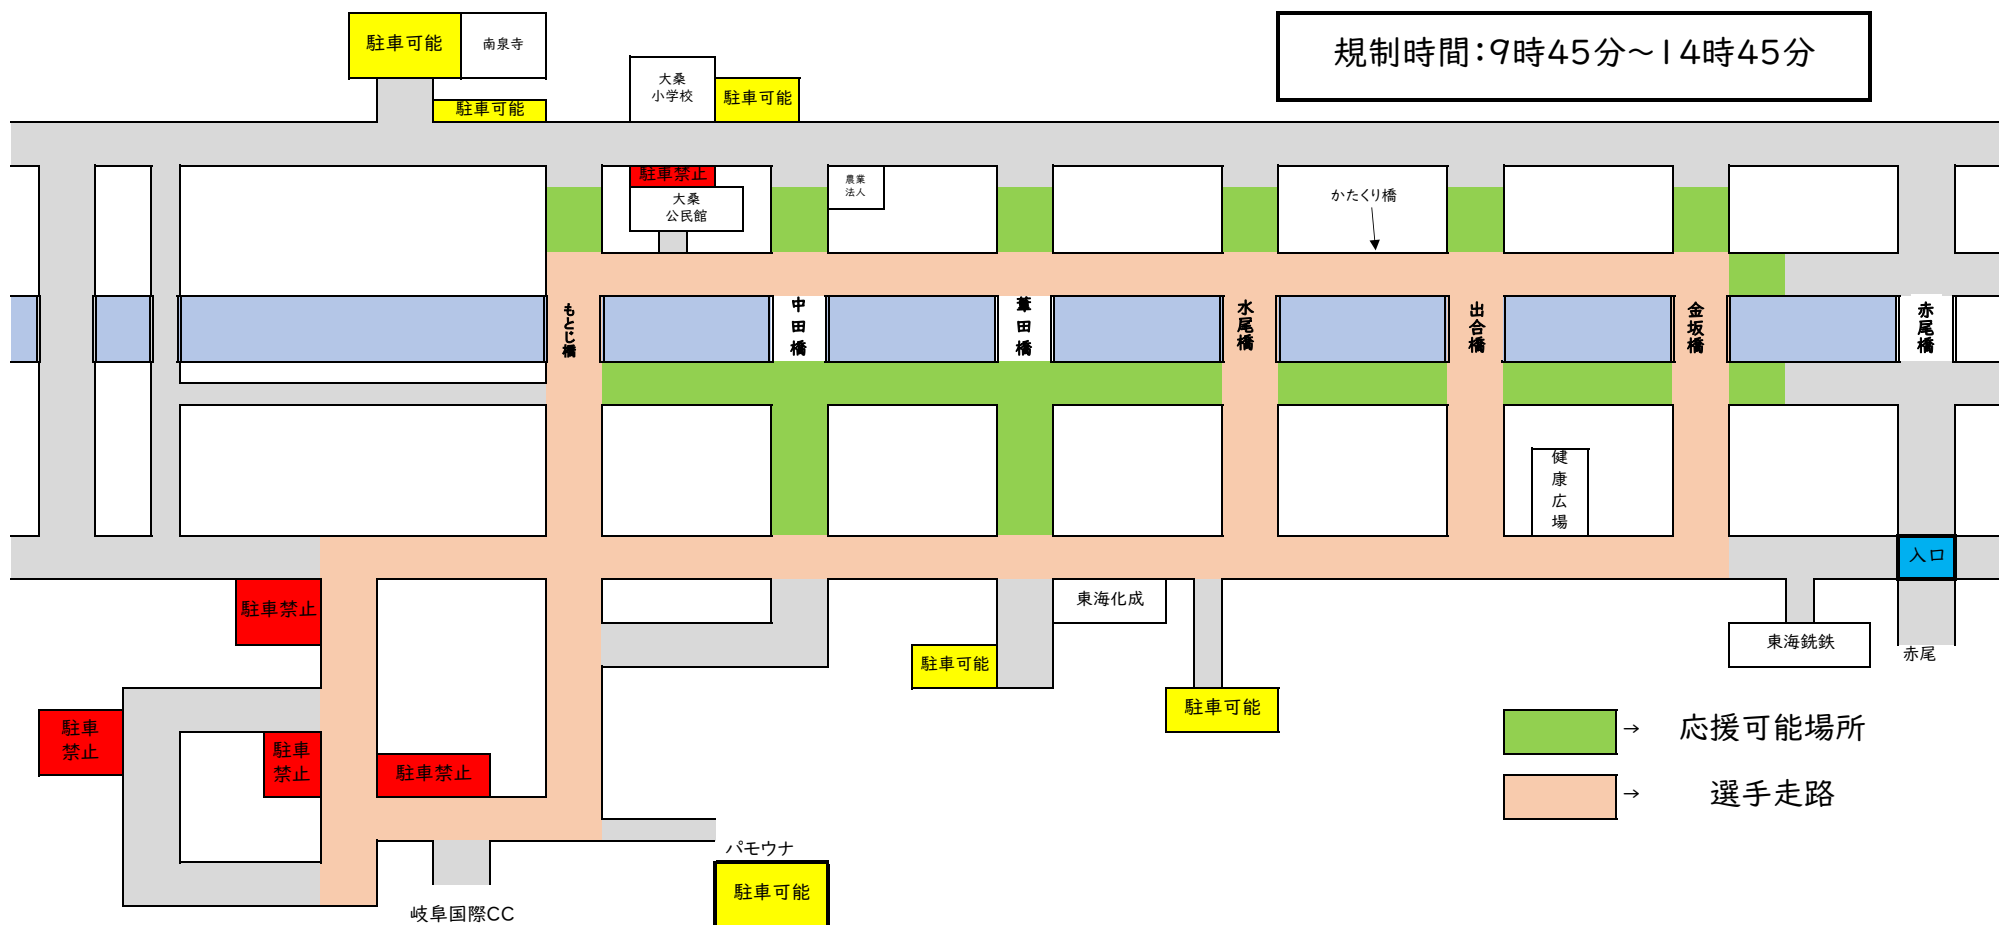 駐車可能
南泉寺
規制時間：9時45分～14時45分
駐車可能
大桑
小学校
駐車可能
駐車禁止
大桑
公民館
農業
法人
かたくり橋
もとじ橋
中田橋
葦田橋
水尾橋
出合橋
金坂橋
赤尾橋
健康広場
入口
駐車禁止
東海化成
駐車可能
東海銑鉄
赤尾
駐車可能
駐車
禁止
駐車
禁止
駐車禁止
→ 応援可能場所
→ 選手走路
パモウナ
駐車可能
岐阜国際CC